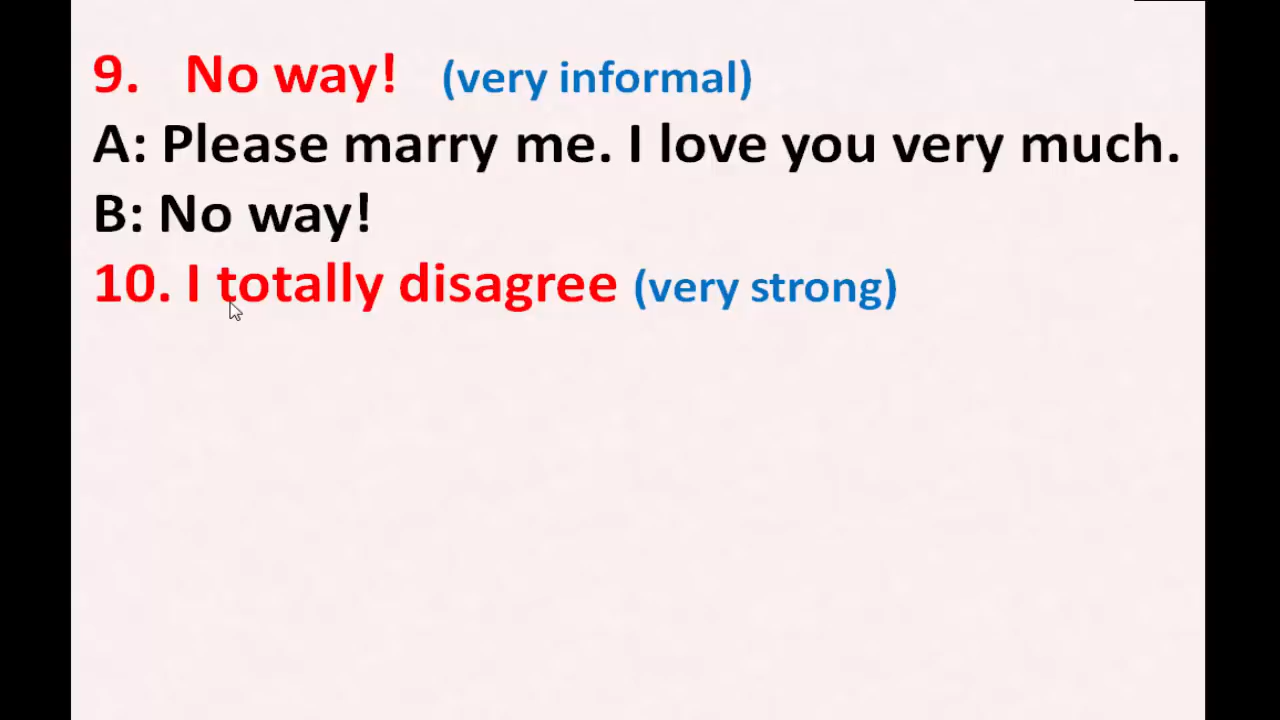 9. No way! (very informal)
A: Please marry me. I love you very much.
B: No way!
10. I totally disagree (very strong)